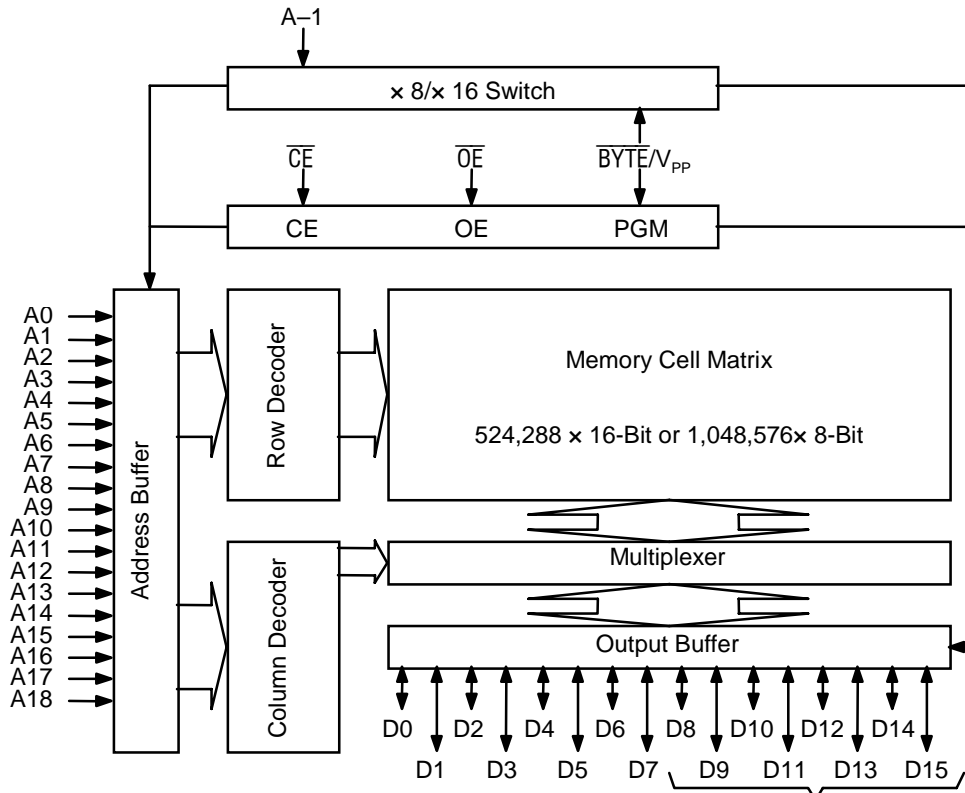 A–1
× 8/× 16 Switch
C̅E̅ O̅E̅ B̅Y̅T̅E̅/VPP
CE OE PGM
A0
A1
A2
A3
A4
A5
A6
A7
A8
A9
A10
A11
A12
A13
A14
A15
A16
A17
A18
Address Buffer
Row Decoder
Column Decoder
Memory Cell Matrix
524,288 × 16-Bit or 1,048,576× 8-Bit
Multiplexer
Output Buffer
D0 D2 D4 D6 D8 D10 D12 D14
D1 D3 D5 D7 D9 D11 D13 D15